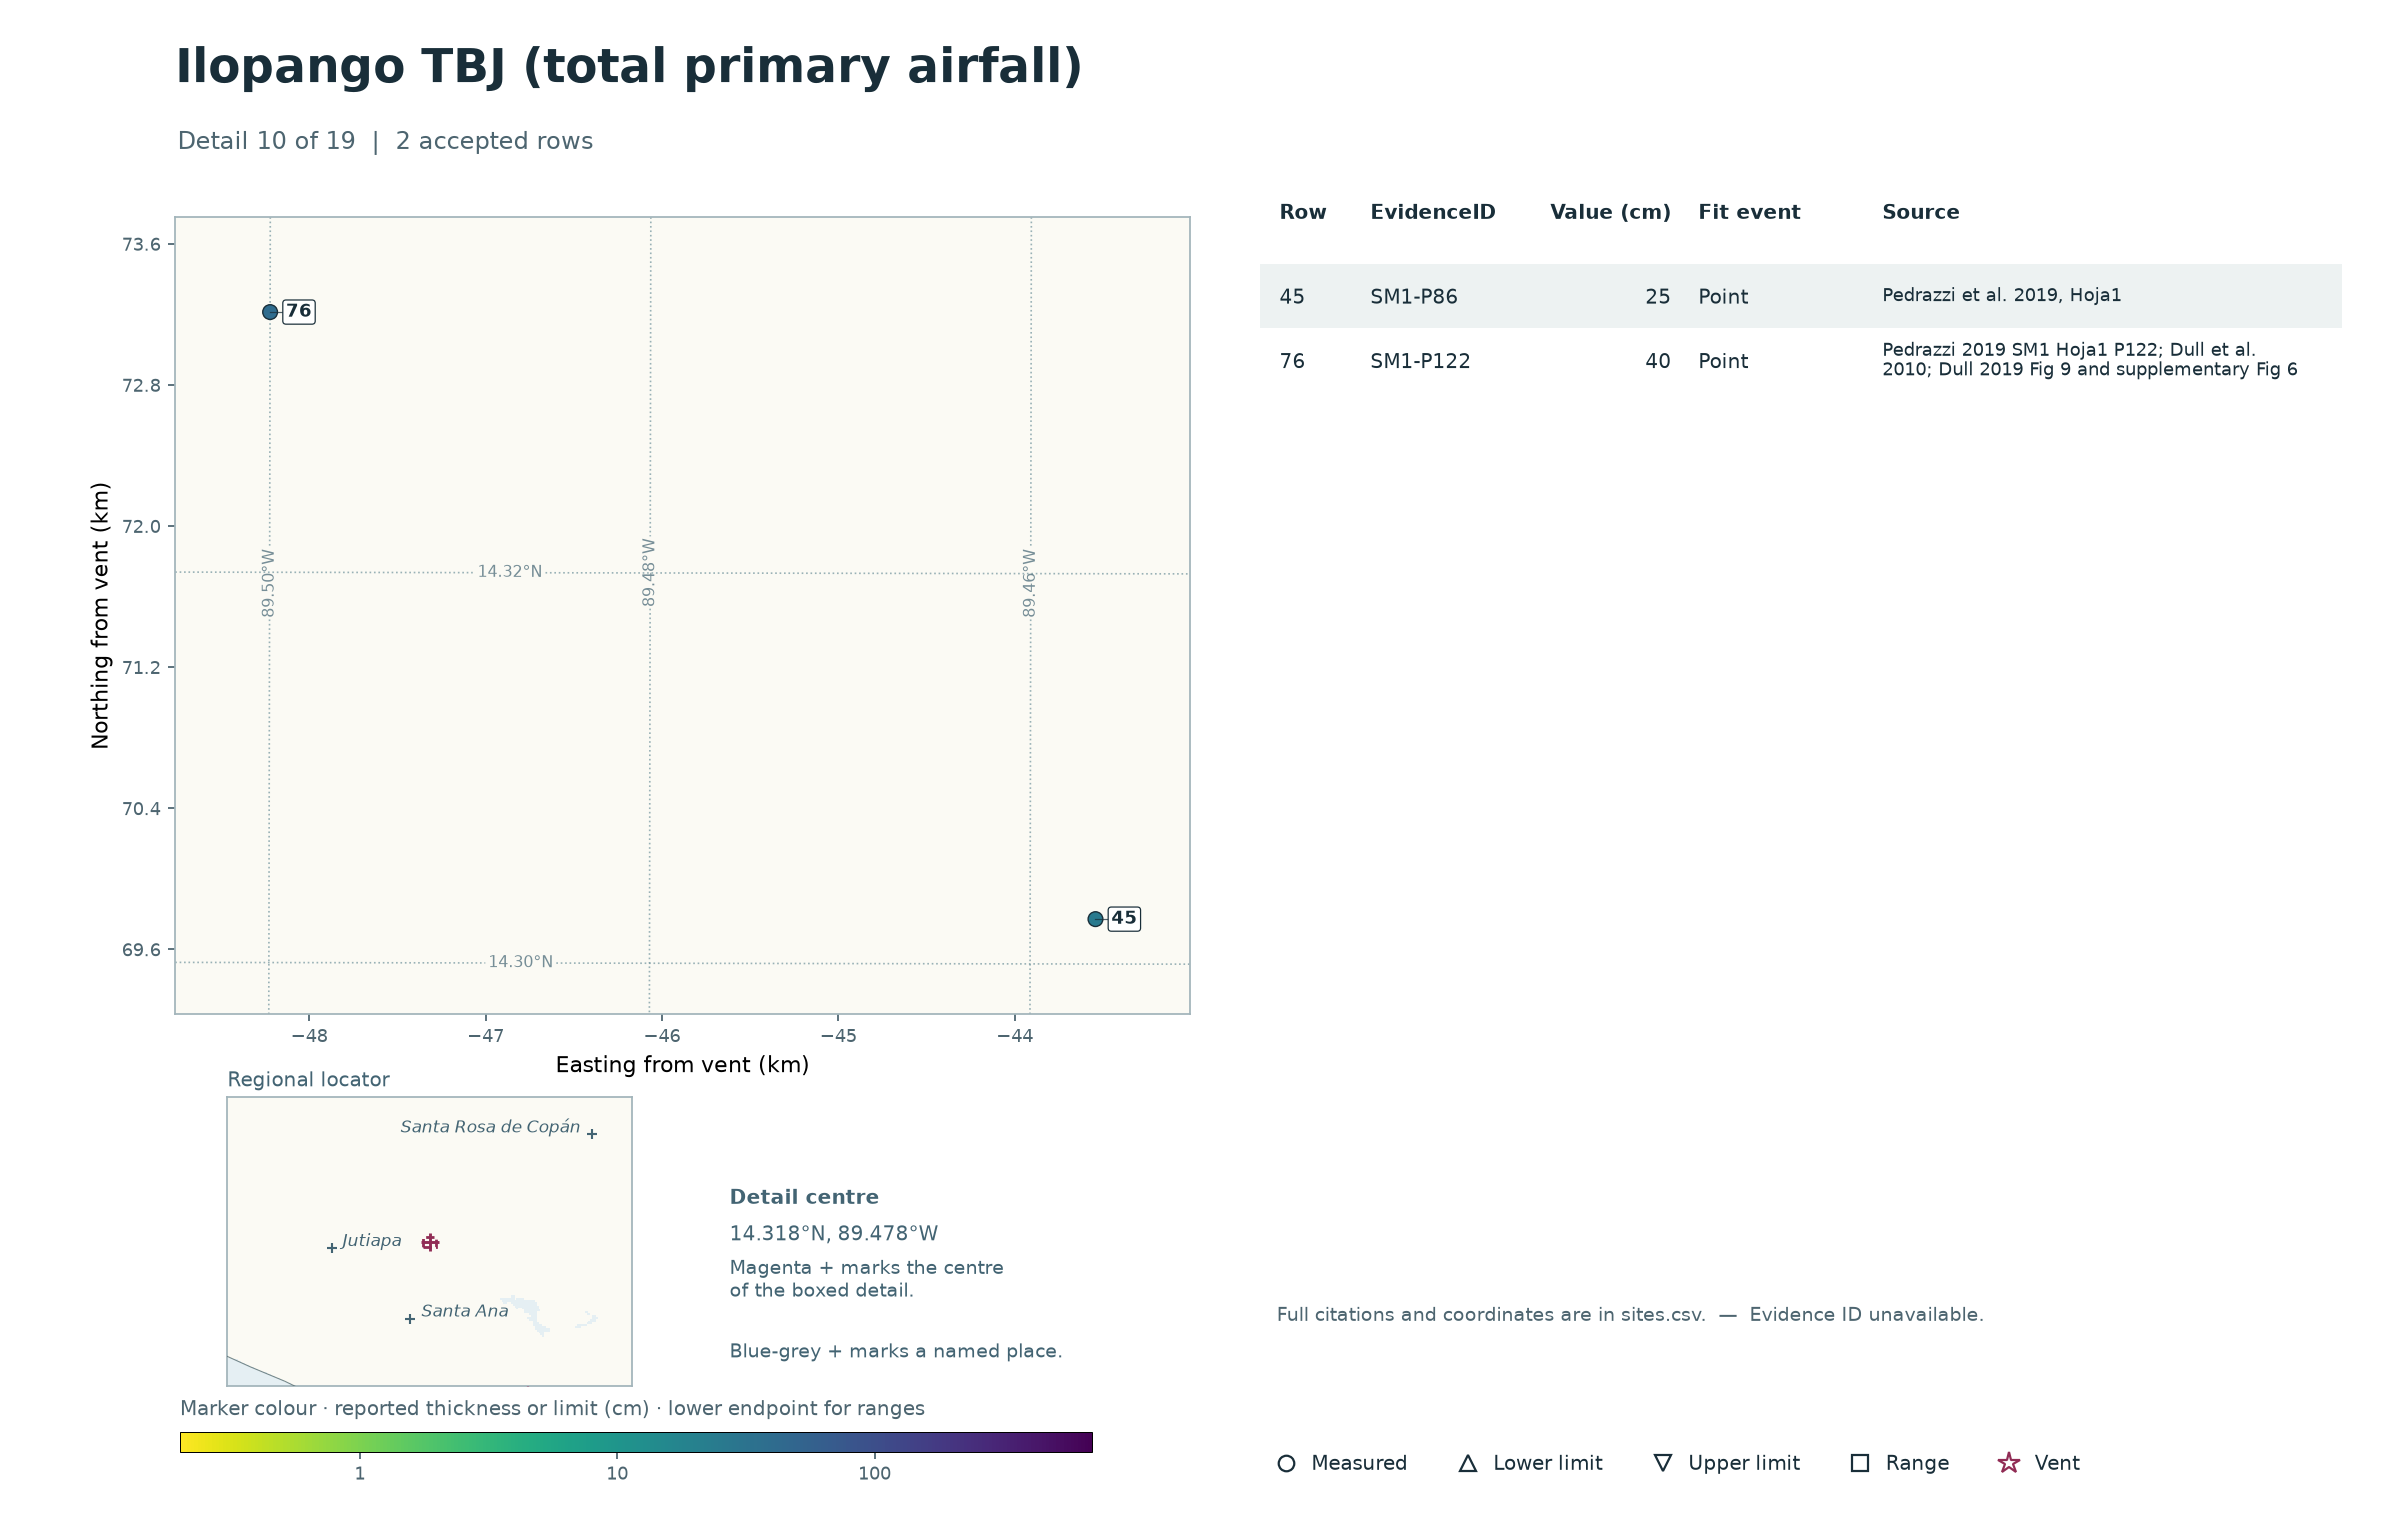 Ilopango TBJ (total primary airfall)
Detail 10 of 19 | 2 accepted rows
Row EvidenceID Value (cm) Fit event Source
45 SM1-P86 25 Point Pedrazzi et al. 2019, Hoja1
76 SM1-P122 40 Point Pedrazzi 2019 SM1 Hoja1 P122; Dull et al.
2010; Dull 2019 Fig 9 and supplementary Fig 6
Northing from vent (km)
73.6
72.8
72.0
71.2
70.4
69.6
76
45
89.50°W
89.48°W
89.46°W
14.32°N
14.30°N
−48 −47 −46 −45 −44
Easting from vent (km)
Regional locator
Santa Rosa de Copán
Jutiapa
Santa Ana
Detail centre
14.318°N, 89.478°W
Magenta + marks the centre
of the boxed detail.
Blue-grey + marks a named place.
Full citations and coordinates are in sites.csv. — Evidence ID unavailable.
Marker colour · reported thickness or limit (cm) · lower endpoint for ranges
1 10 100
Measured Lower limit Upper limit Range Vent